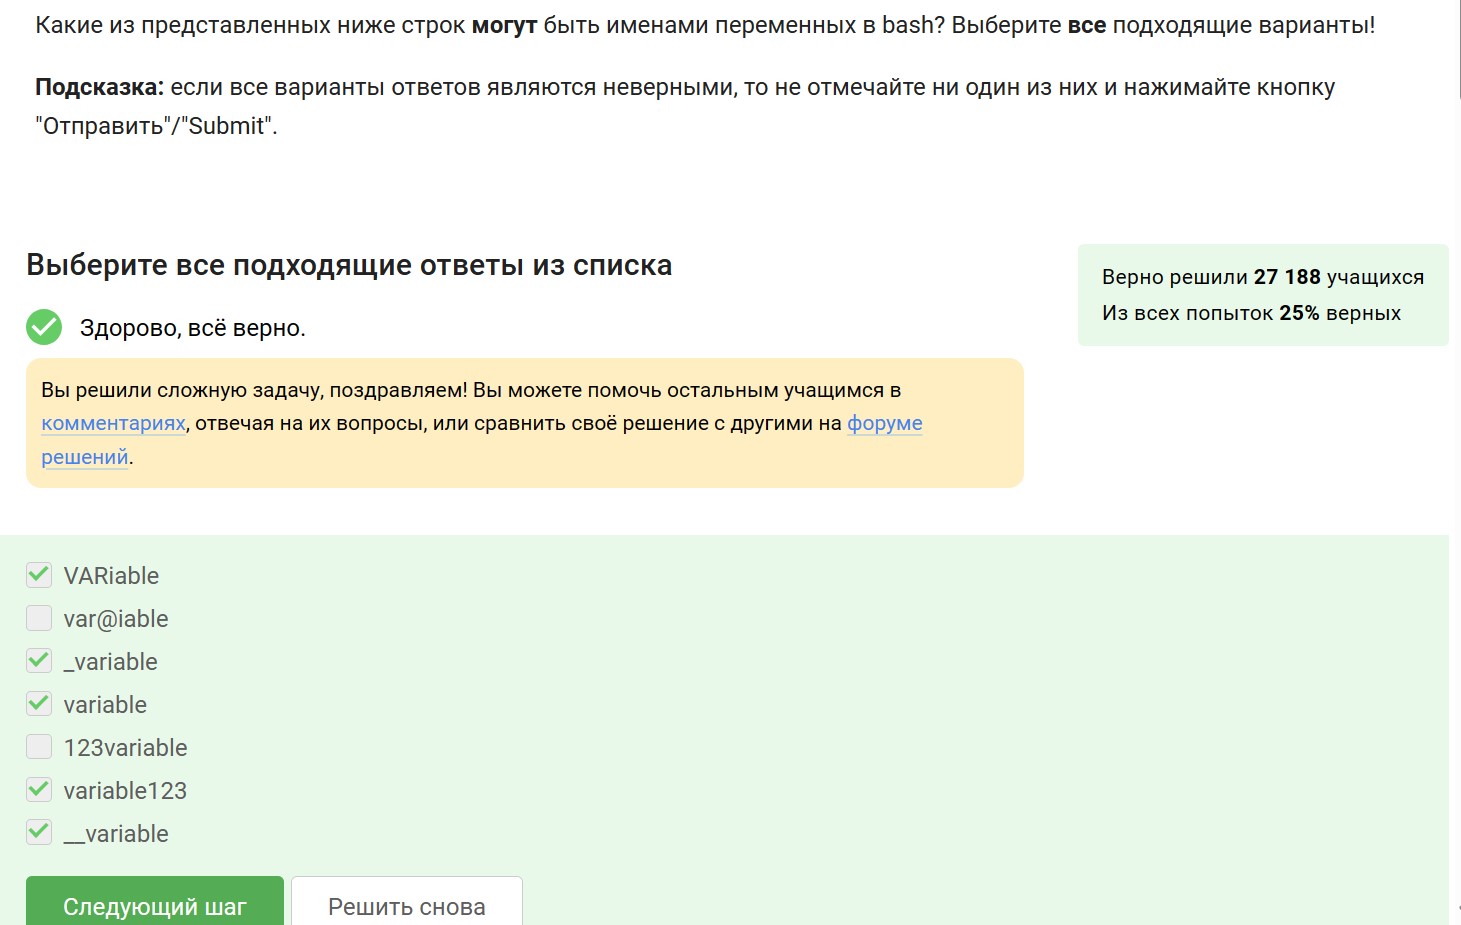 Какие из представленных ниже строк могут быть именами переменных в bash? Выберите все подходящие варианты!
Подсказка: если все варианты ответов являются неверными, то не отмечайте ни один из них и нажимайте кнопку
"Отправить"/"Submit".
Выберите все подходящие ответы из списка
Верно решили 27 188 учащихся
Из всех попыток 25% верных
Здорово, всё верно.
Вы решили сложную задачу, поздравляем! Вы можете помочь остальным учащимся в
комментариях, отвечая на их вопросы, или сравнить своё решение с другими на форуме
решений.
VARiable
var@iable
_variable
variable
123variable
variable123
__variable
Следующий шаг
Решить снова